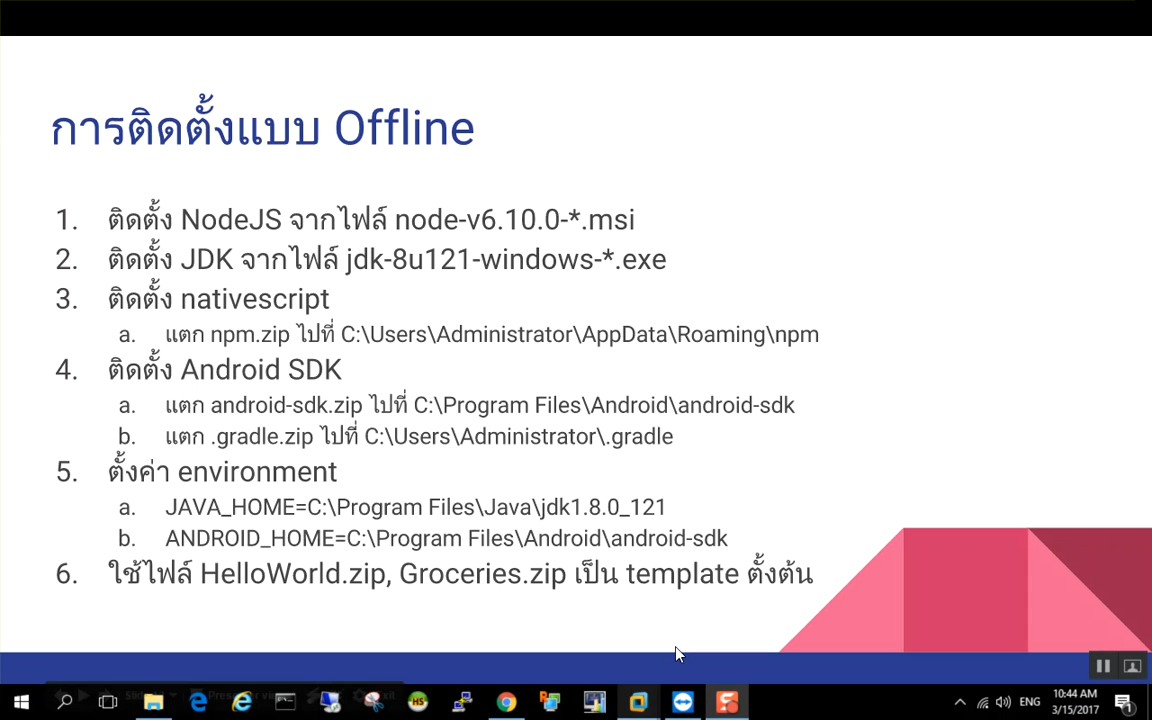 การติดตั้งแบบ Offline
1. ติดตั้ง NodeJS จากไฟล์ node-v6.10.0-*.msi
2. ติดตั้ง JDK จากไฟล์ jdk-8u121-windows-*.exe
3. ติดตั้ง nativescript
a. แตก npm.zip ไปที่ C:\Users\Administrator\AppData\Roaming\npm
4. ติดตั้ง Android SDK
a. แตก android-sdk.zip ไปที่ C:\Program Files\Android\android-sdk
b. แตก .gradle.zip ไปที่ C:\Users\Administrator\.gradle
5. ตั้งค่า environment
a. JAVA_HOME=C:\Program Files\Java\jdk1.8.0_121
b. ANDROID_HOME=C:\Program Files\Android\android-sdk
6. ใช้ไฟล์ HelloWorld.zip, Groceries.zip เป็น template ตั้งต้น
ENG
10:44 AM
3/15/2017